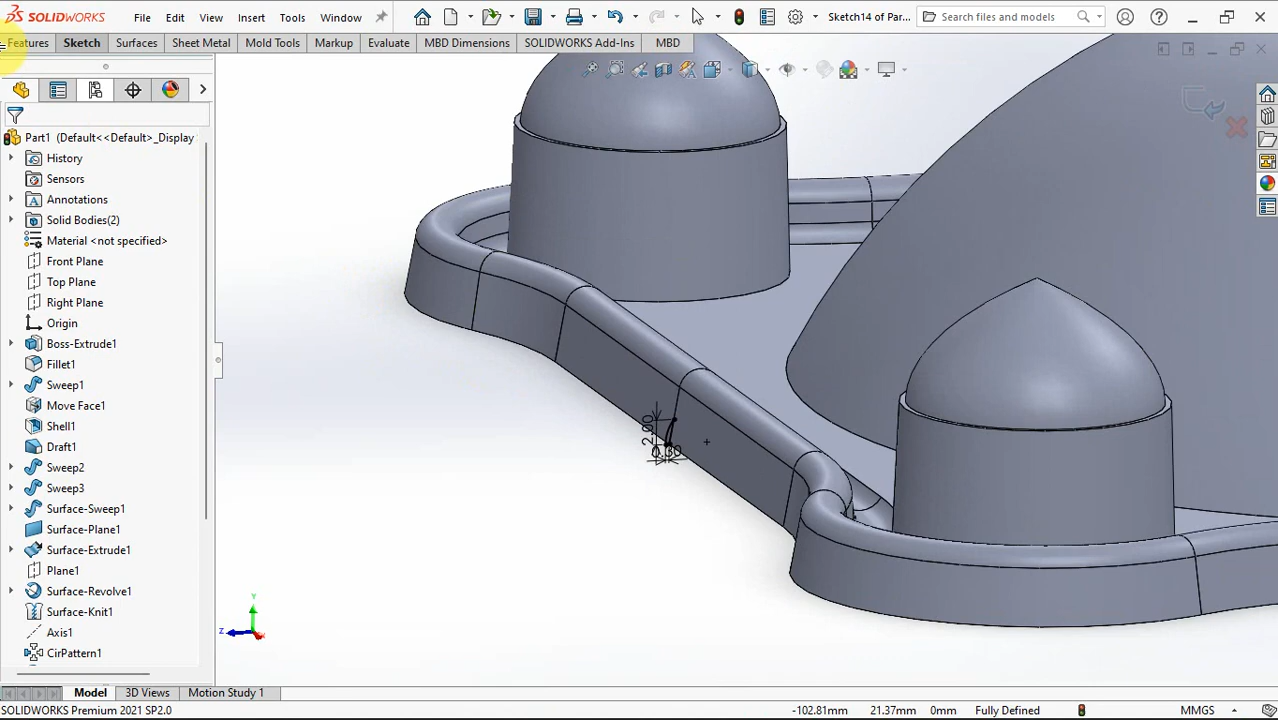 SOLIDWORKS File Edit View Insert Tools Window Sketch14 of Par... Search files and models
Features Sketch Surfaces Sheet Metal Mold Tools Markup Evaluate MBD Dimensions SOLIDWORKS Add-Ins MBD
Part1 (Default<<Default>_Display
History
Sensors
Annotations
Solid Bodies(2)
Material <not specified>
Front Plane
Top Plane
Right Plane
Origin
Boss-Extrude1
Fillet1
Sweep1
Move Face1
Shell1
Draft1
Sweep2
Sweep3
Surface-Sweep1
Surface-Plane1
Surface-Extrude1
Plane1
Surface-Revolve1
Surface-Knit1
Axis1
CirPattern1
Y
Z
Model 3D Views Motion Study 1
SOLIDWORKS Premium 2021 SP2.0 -102.81mm 21.37mm 0mm Fully Defined MMGS